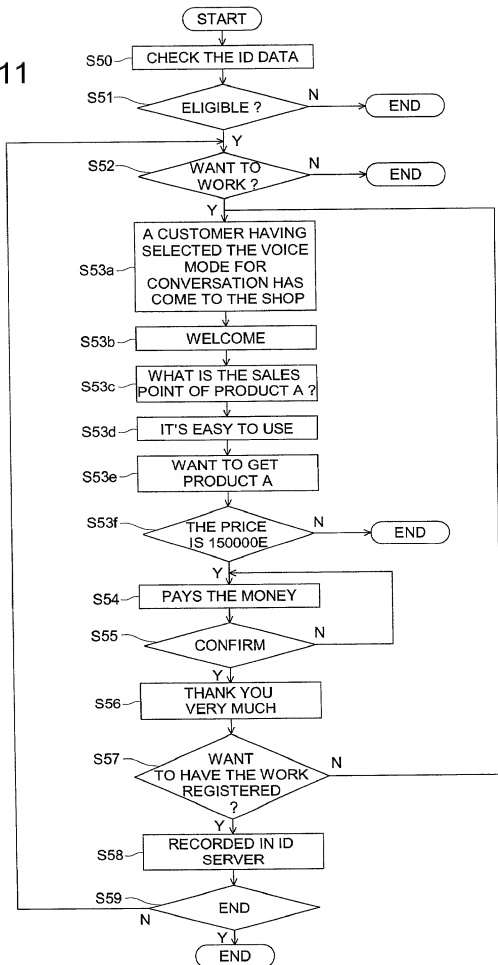 11
START
S50
CHECK THE ID DATA
S51
ELIGIBLE ?
N
END
Y
S52
WANT TO
WORK ?
N
END
Y
S53a
A CUSTOMER HAVING
SELECTED THE VOICE
MODE FOR
CONVERSATION HAS
COME TO THE SHOP
S53b
WELCOME
S53c
WHAT IS THE SALES
POINT OF PRODUCT A ?
S53d
IT'S EASY TO USE
S53e
WANT TO GET
PRODUCT A
S53f
THE PRICE
IS 150000E
N
END
Y
S54
PAYS THE MONEY
S55
CONFIRM
N
Y
S56
THANK YOU
VERY MUCH
S57
WANT
TO HAVE THE WORK
REGISTERED
?
N
Y
S58
RECORDED IN ID
SERVER
S59
END
N
Y
END